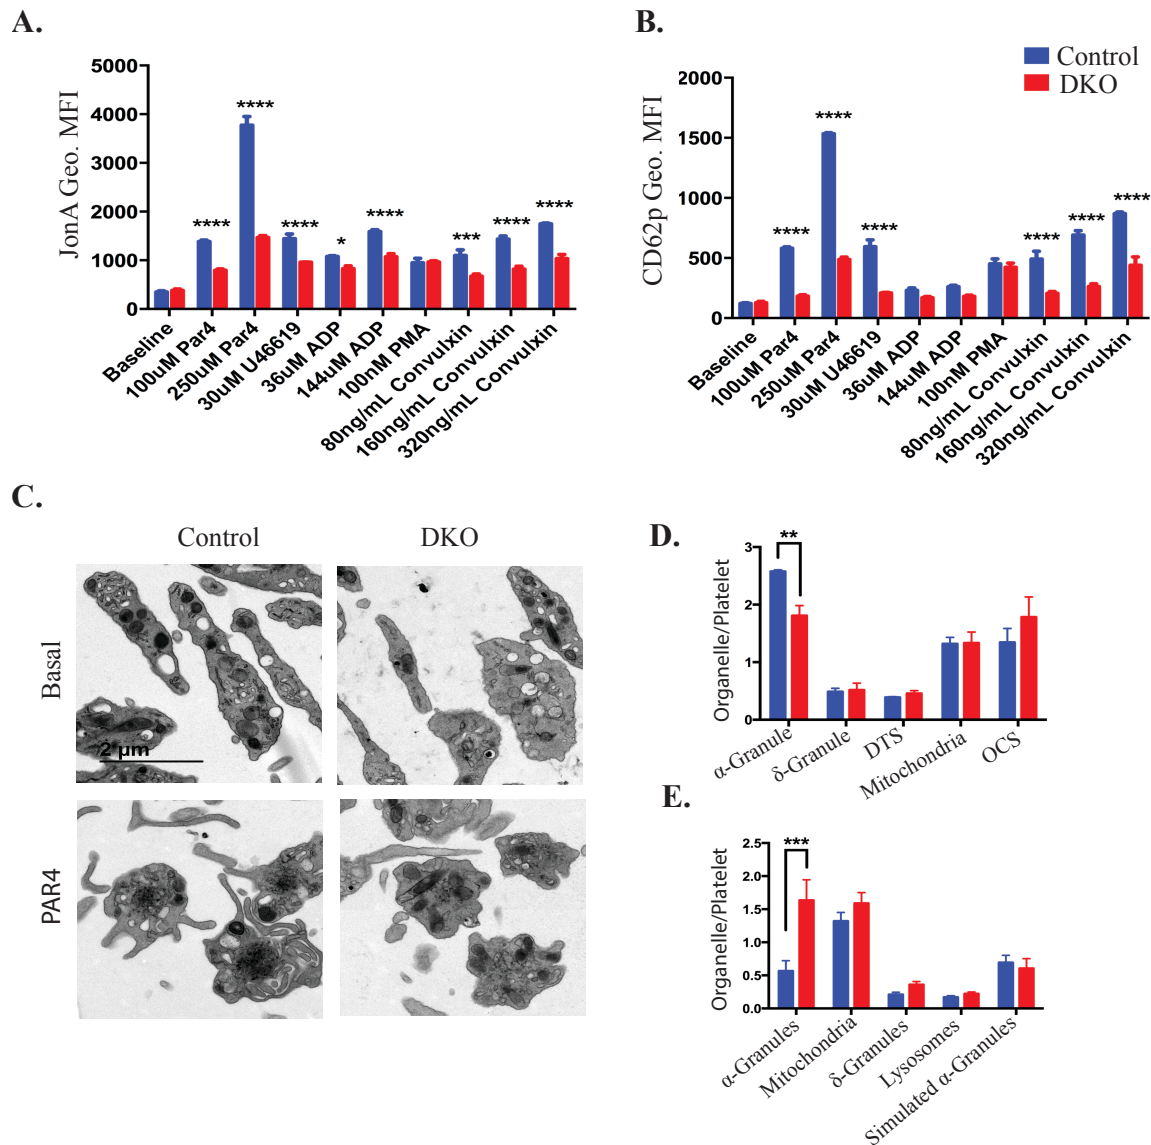 A.
JonA Geo. MFI
5000
4000
3000
2000
1000
0
****
****
****
*
****
***
****
****
Baseline
100uM Par4
250uM Par4
30uM U46619
36uM ADP
144uM ADP
100nM PMA
80ng/mL Convulxin
160ng/mL Convulxin
320ng/mL Convulxin
B.
Control
DKO
CD62p Geo. MFI
2000
1500
1000
500
0
****
****
****
****
****
****
Baseline
100uM Par4
250uM Par4
30uM U46619
36uM ADP
144uM ADP
100nM PMA
80ng/mL Convulxin
160ng/mL Convulxin
320ng/mL Convulxin
C.
Control
DKO
Basal
2 µm
PAR4
D.
Organelle/Platelet
3
2
1
0
**
α-Granule
δ-Granule
DTS
Mitochondria
OCS
E.
Organelle/Platelet
2.5
2.0
1.5
1.0
0.5
0.0
***
α-Granules
Mitochondria
δ-Granules
Lysosomes
Simulated α-Granules